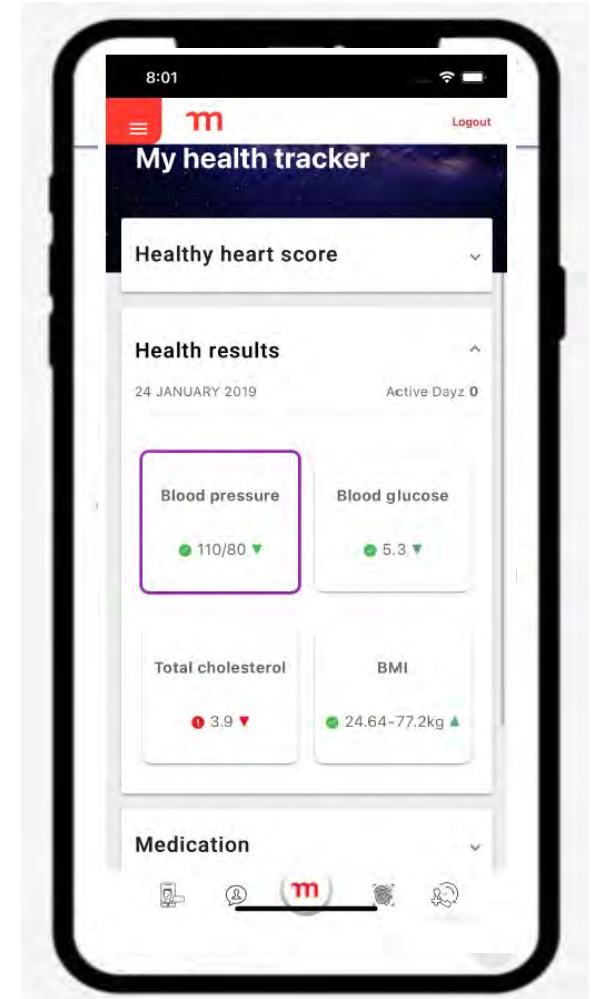 8:01
m
Logout
My health tracker
Healthy heart score
Health results
24 JANUARY 2019 Active Dayz 0
Blood pressure Blood glucose
110/80 5.3
Total cholesterol BMI
3.9 24.64-77.2kg
Medication
m